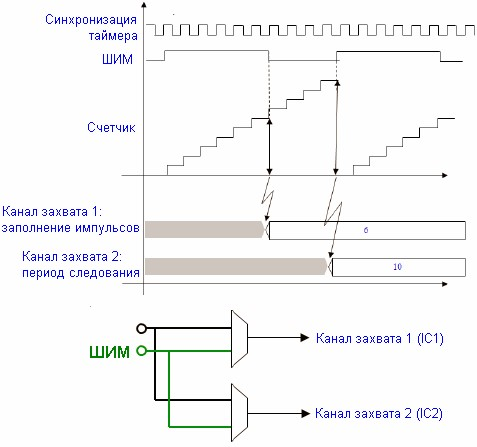 Синхронизация
таймера
ШИМ
Счетчик
Канал захвата 1:
заполнение импульсов
6
Канал захвата 2:
период следования
10
ШИМ
Канал захвата 1 (IC1)
Канал захвата 2 (IC2)